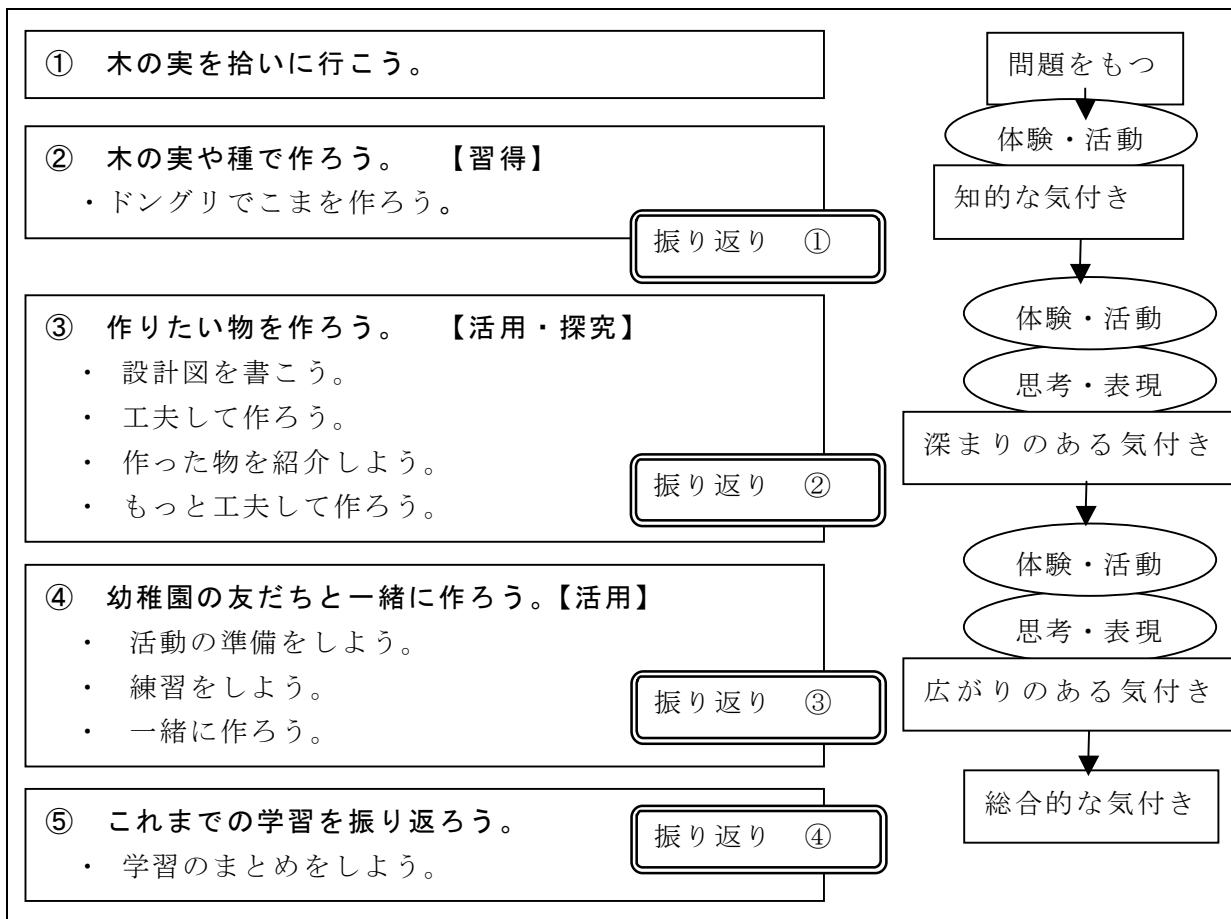 ① 木の実を拾いに行こう。
② 木の実や種で作ろう。 【習得】
・ドングリでこまを作ろう。
振り返り ①
③ 作りたい物を作ろう。 【活用・探究】
・ 設計図を書こう。
・ 工夫して作ろう。
・ 作った物を紹介しよう。
・ もっと工夫して作ろう。
振り返り ②
④ 幼稚園の友だちと一緒に作ろう。【活用】
・ 活動の準備をしよう。
・ 練習をしよう。
・ 一緒に作ろう。
振り返り ③
⑤ これまでの学習を振り返ろう。
・ 学習のまとめをしよう。
振り返り ④
問題をもつ
体験・活動
知的な気付き
体験・活動
思考・表現
深まりのある気付き
体験・活動
思考・表現
広がりのある気付き
総合的な気付き